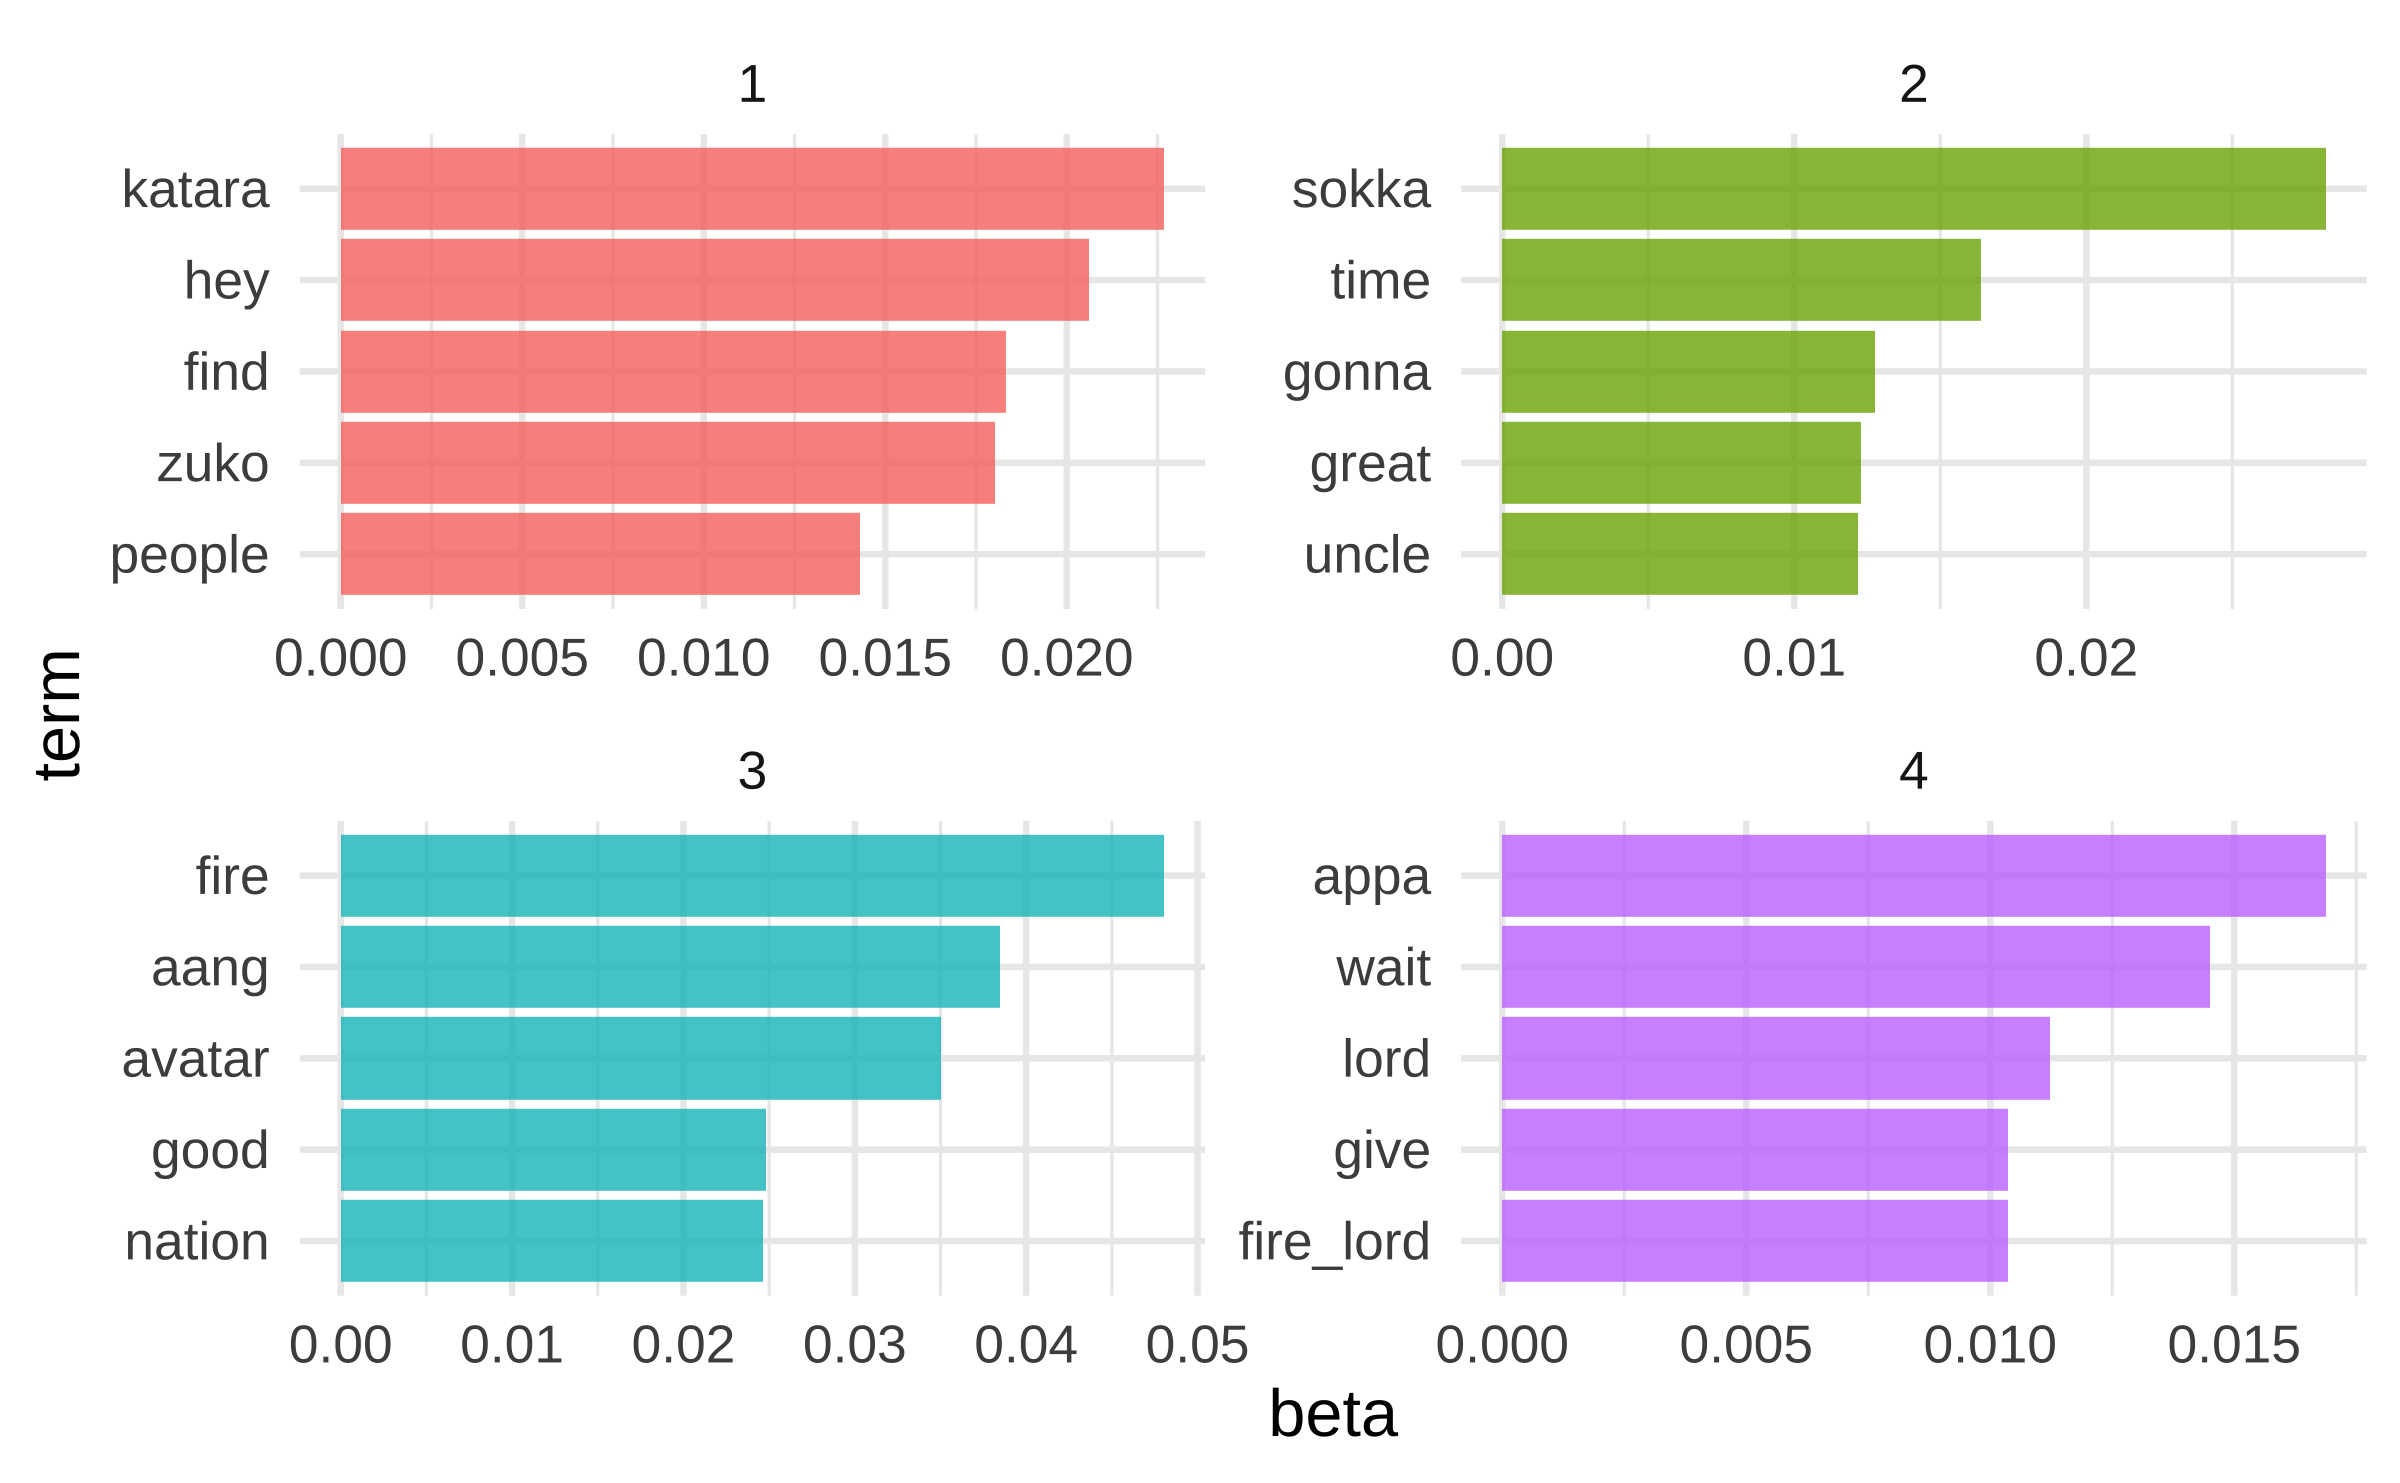 1
katara
hey
find
zuko
people
0.000 0.005 0.010 0.015 0.020
2
sokka
time
gonna
great
uncle
0.00 0.01 0.02
term
3
fire
aang
avatar
good
nation
0.00 0.01 0.02 0.03 0.04 0.05
4
appa
wait
lord
give
fire_lord
0.000 0.005 0.010 0.015
beta